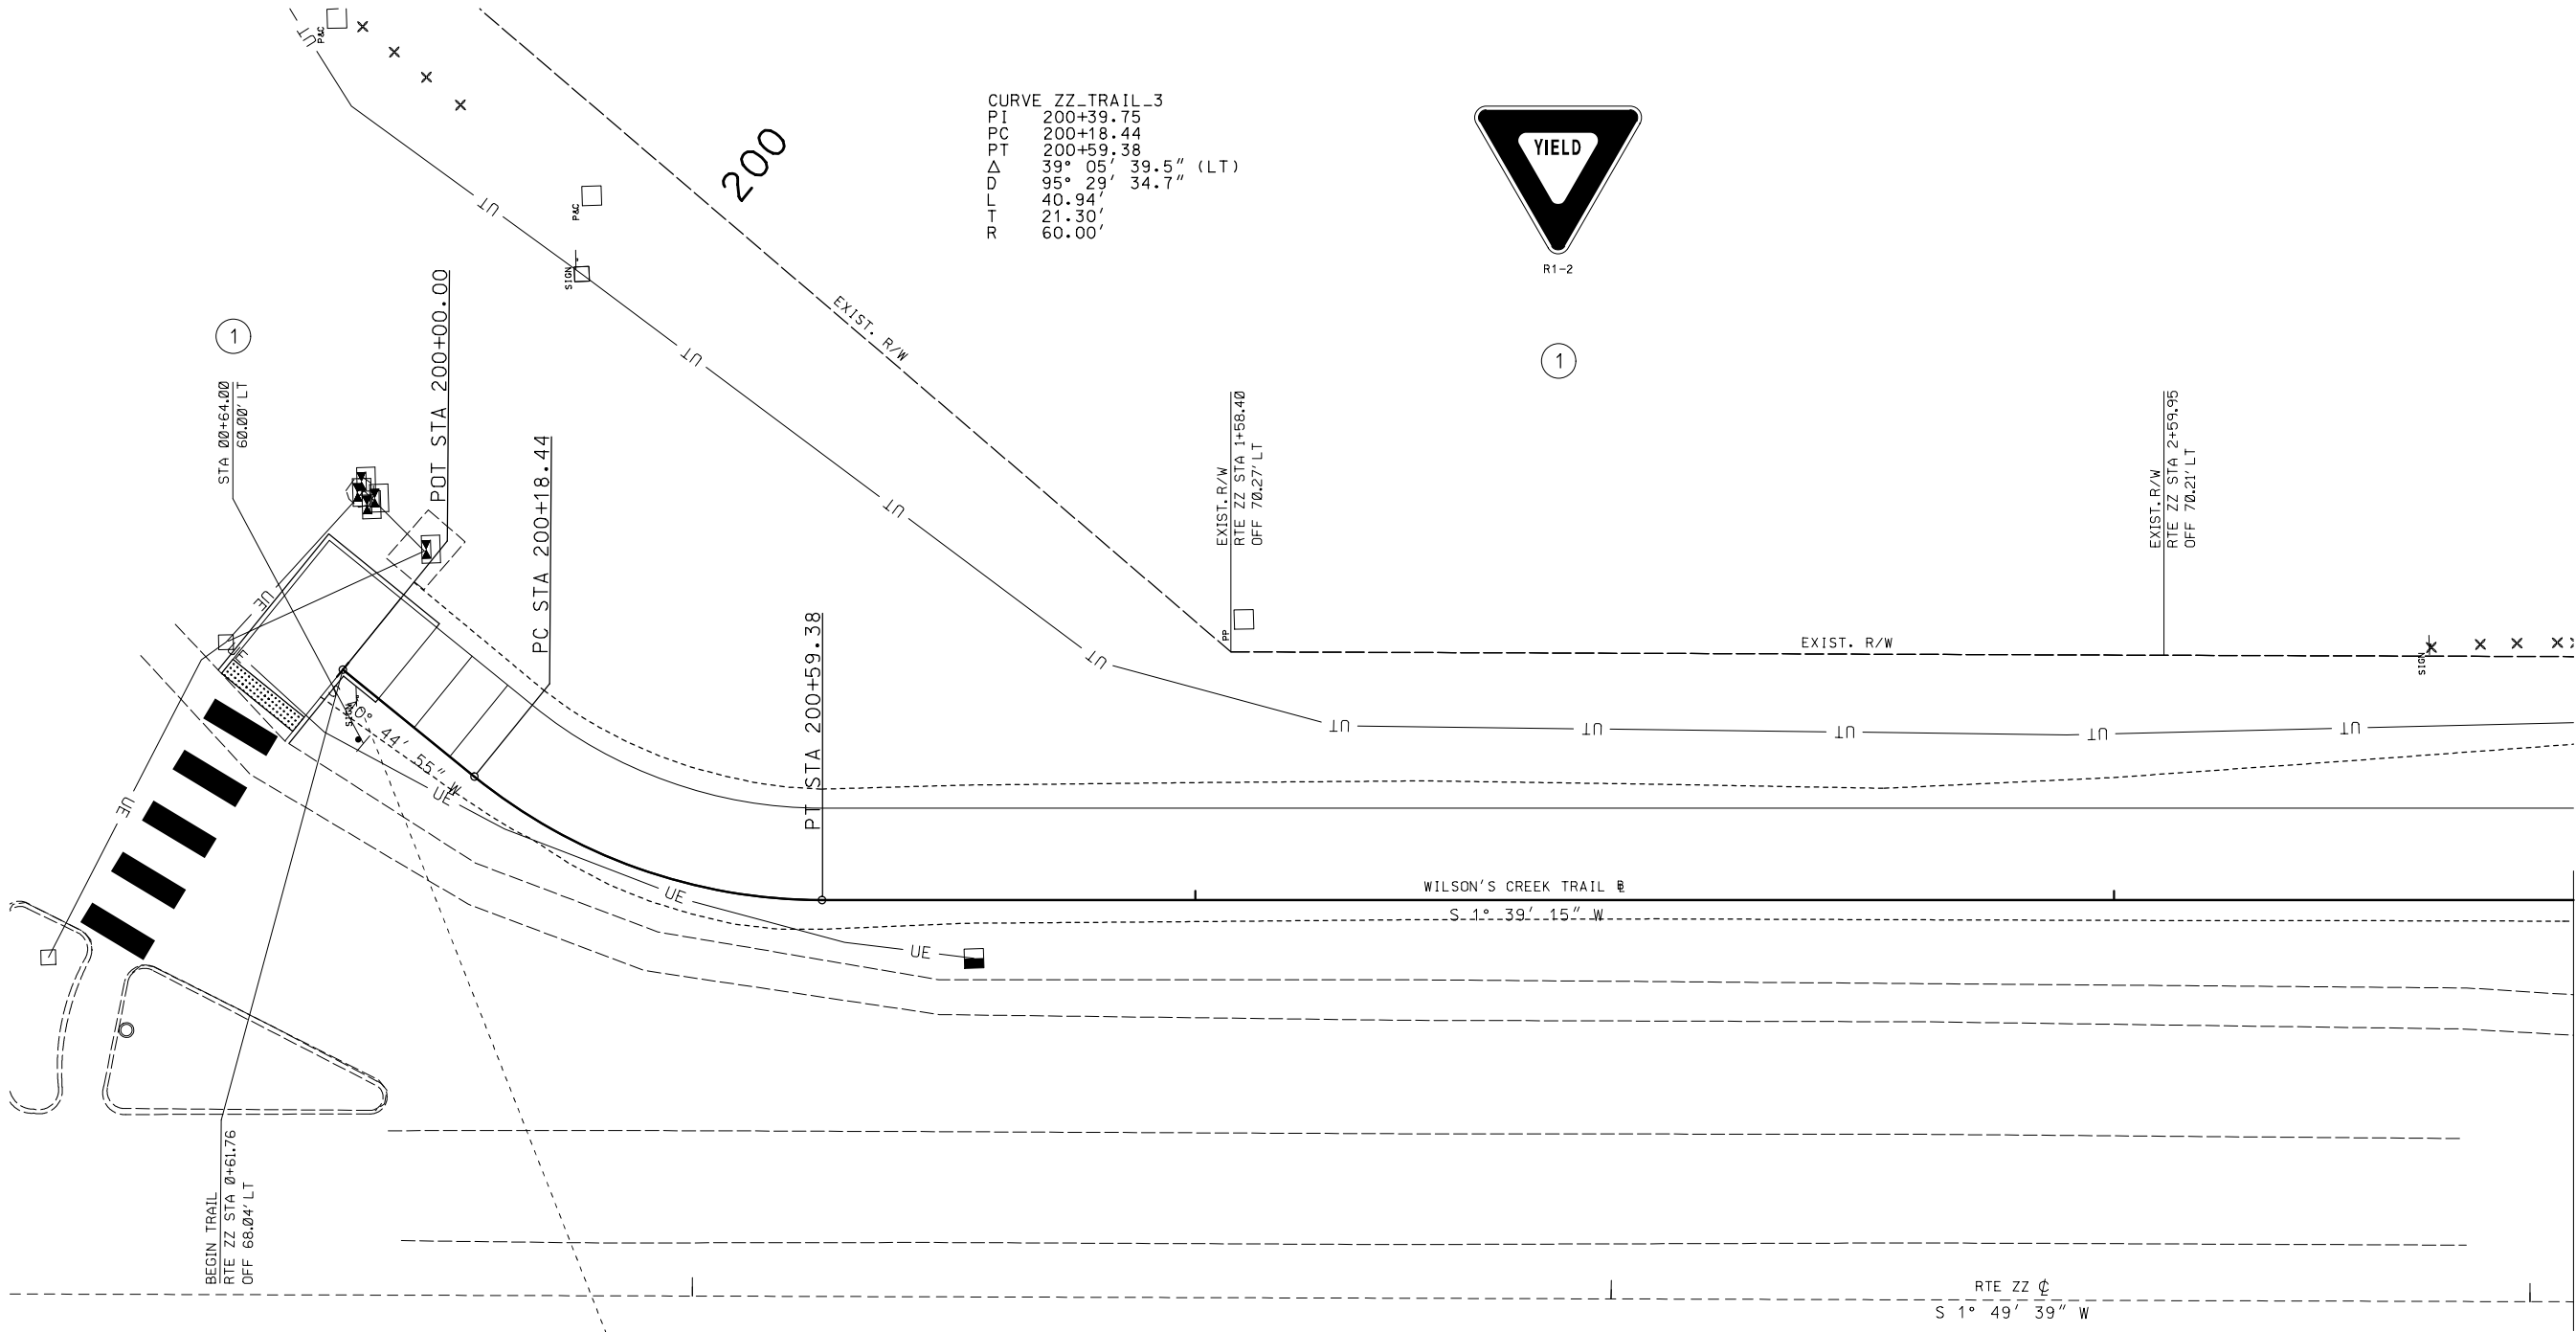 UT
P&C
CURVE ZZ_TRAIL_3
PI 200+39.75
PC 200+18.44
PT 200+59.38
Δ 39° 05′ 39.5″ (LT)
D 95° 29′ 34.7″
L 40.94′
T 21.30′
R 60.00′
YIELD
R1-2
200
UT
P&C
SIGN
EXIST. R/W
UT
1
1
STA 00+64.00
60.00' LT
POT STA 200+00.00
PC STA 200+18.44
PT STA 200+59.38
EXIST. R/W
RTE ZZ STA 1+58.40
OFF 70.27' LT
EXIST. R/W
RTE ZZ STA 2+59.95
OFF 70.21' LT
UT
UE
PP
EXIST. R/W
SIGN
UT
UE
SIGN
40° 44′ 55″ W
UT
UT
UT
UT
UT
UE
UE
UE
UE
WILSON'S CREEK TRAIL ℄
S 1° 39′ 15″ W
BEGIN TRAIL
RTE ZZ STA 0+61.76
OFF 68.04' LT
RTE ZZ ℄
S 1° 49′ 39″ W